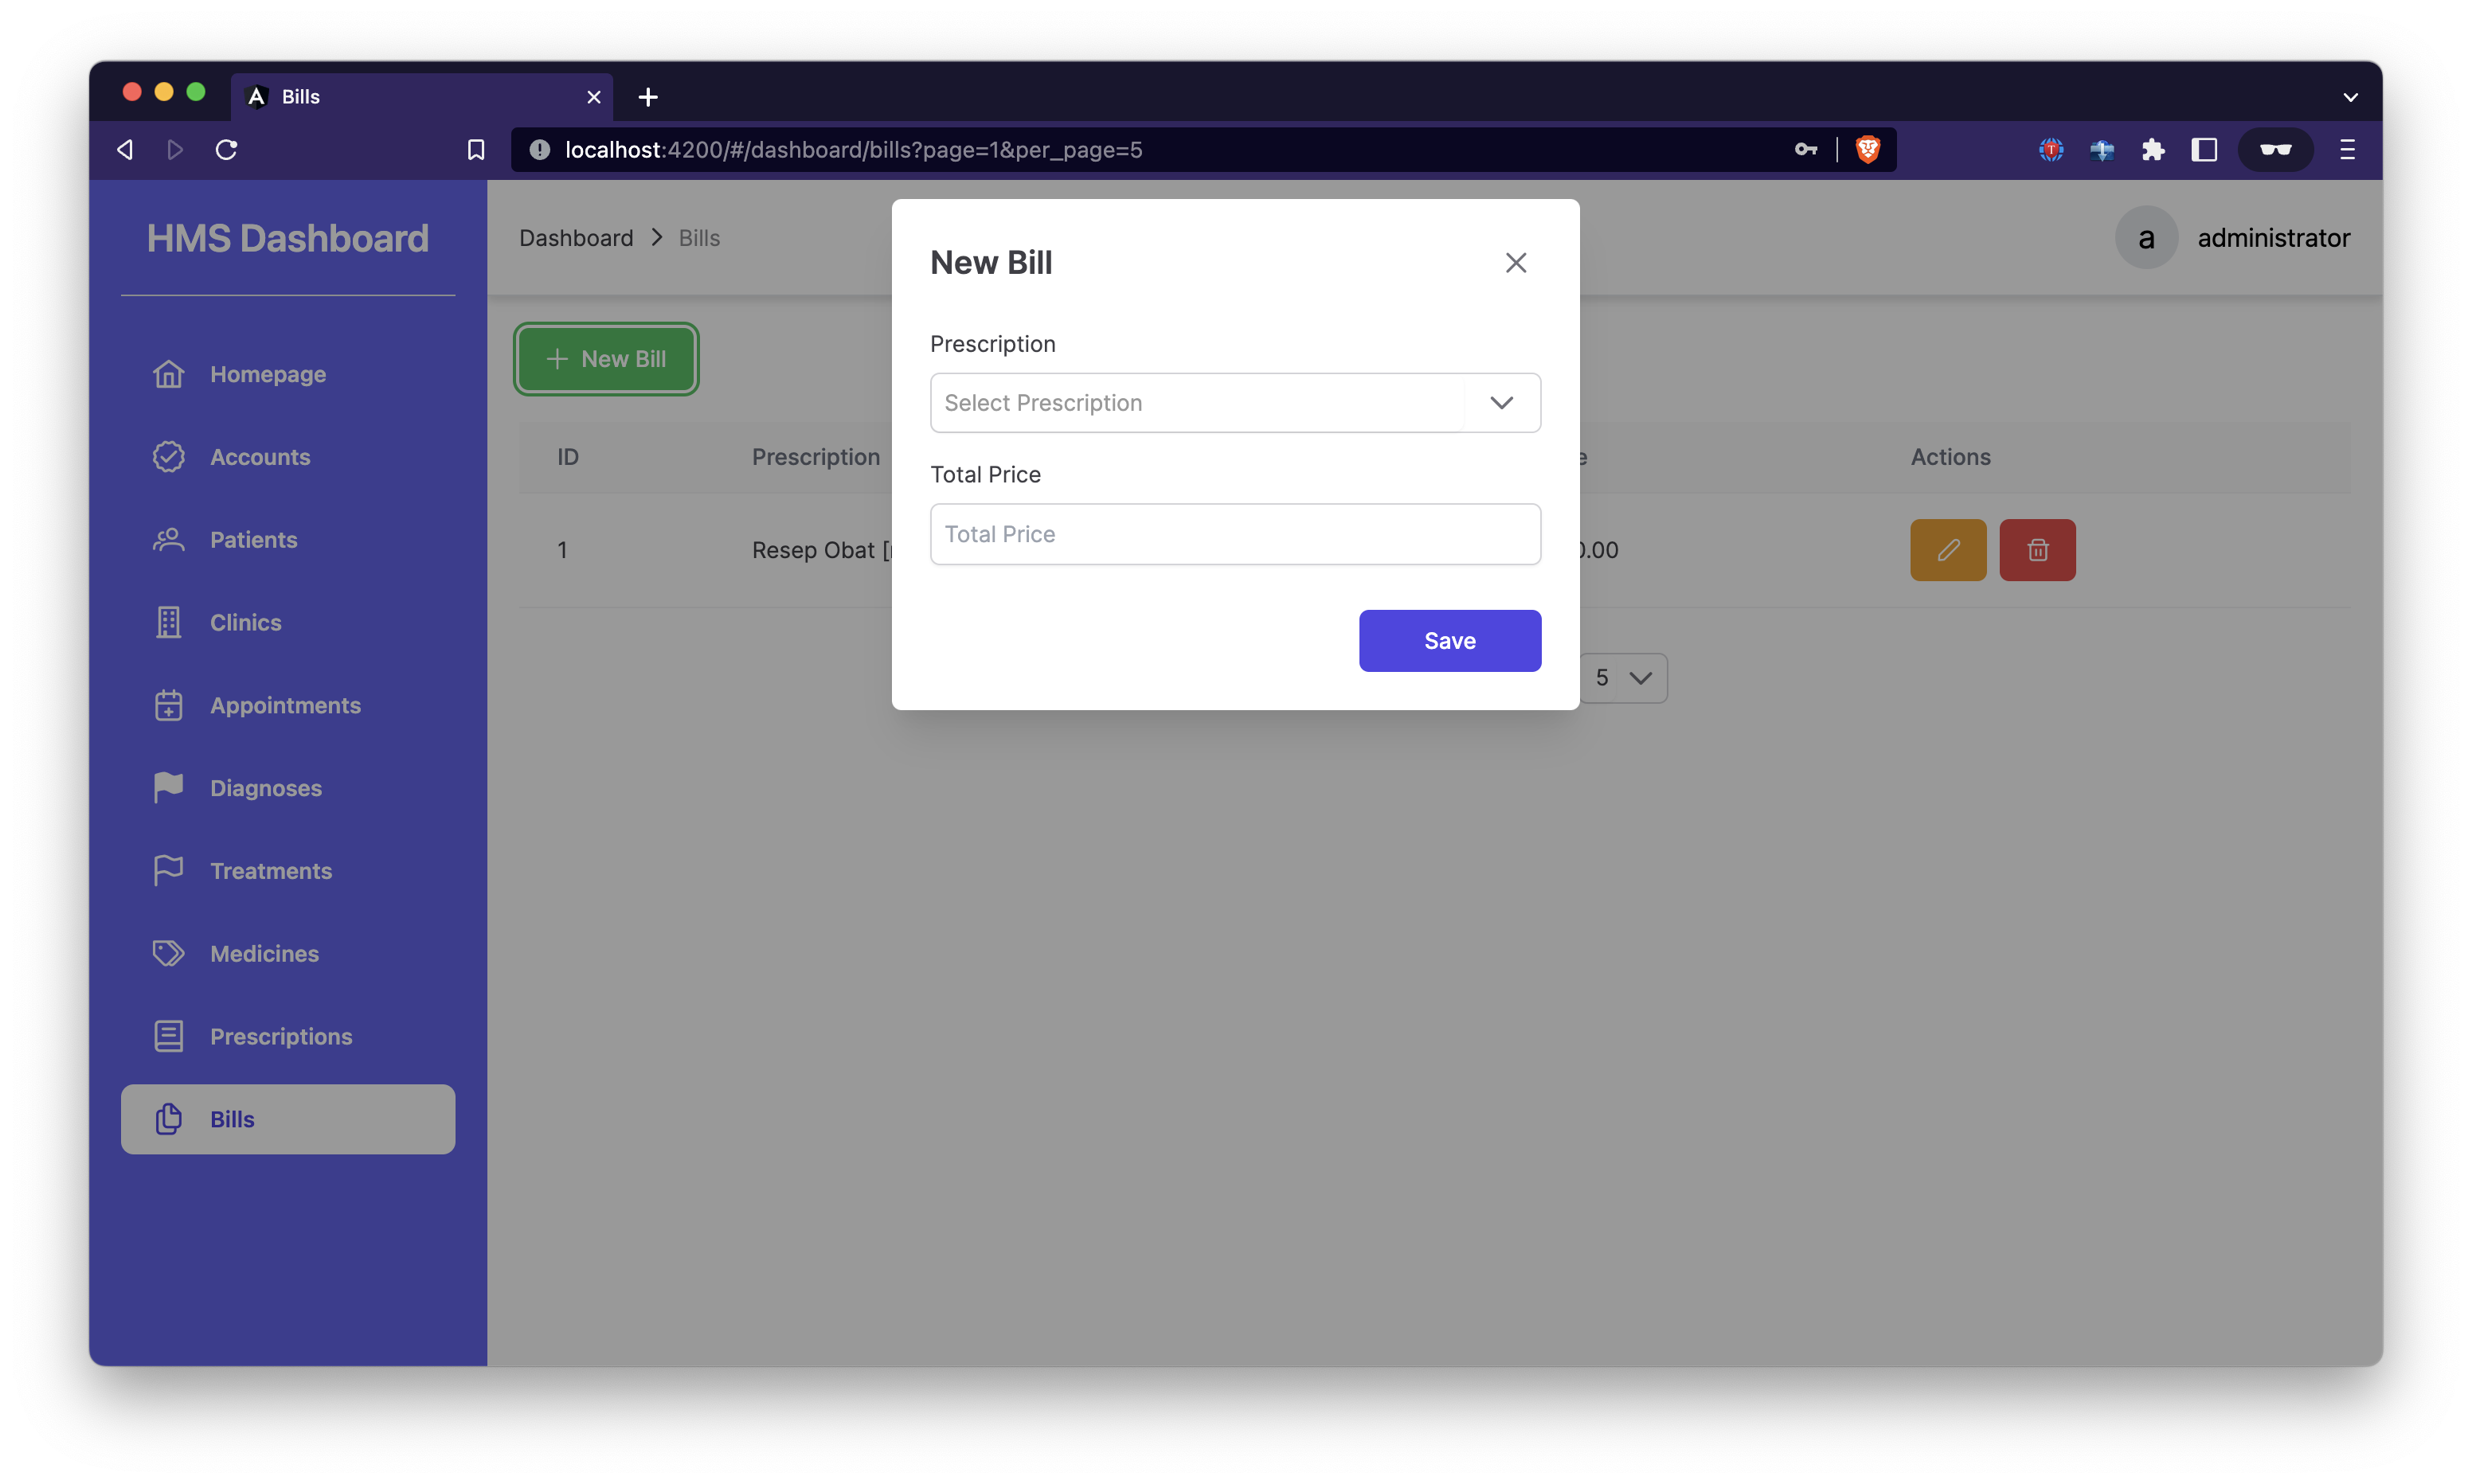 Bills
localhost:4200/#/dashboard/bills?page=1&per_page=5
HMS Dashboard
Homepage
Accounts
Patients
Clinics
Appointments
Diagnoses
Treatments
Medicines
Prescriptions
Bills
Dashboard Bills
a administrator
New Bill
ID Prescription Actions
1 Resep Obat 0.00
5
New Bill
Prescription
Select Prescription
Total Price
Total Price
Save